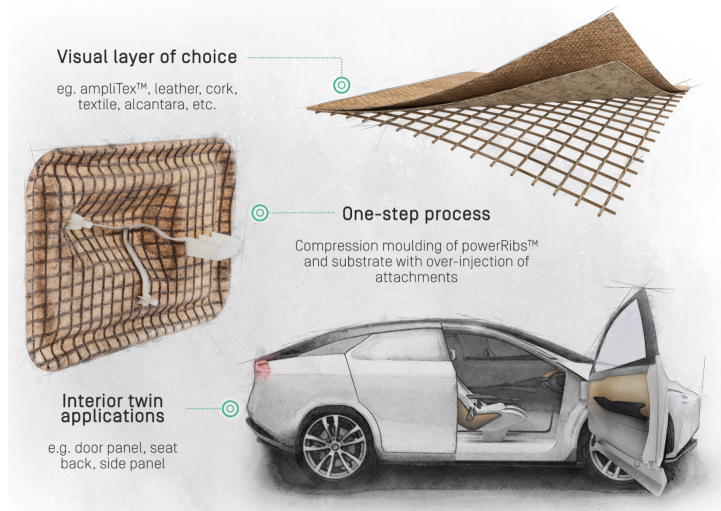 Visual layer of choice
eg. ampliTex™, leather, cork,
textile, alcantara, etc.
One-step process
Compression moulding of powerRibs™
and substrate with over-injection of
attachments
Interior twin
applications
e.g. door panel, seat
back, side panel